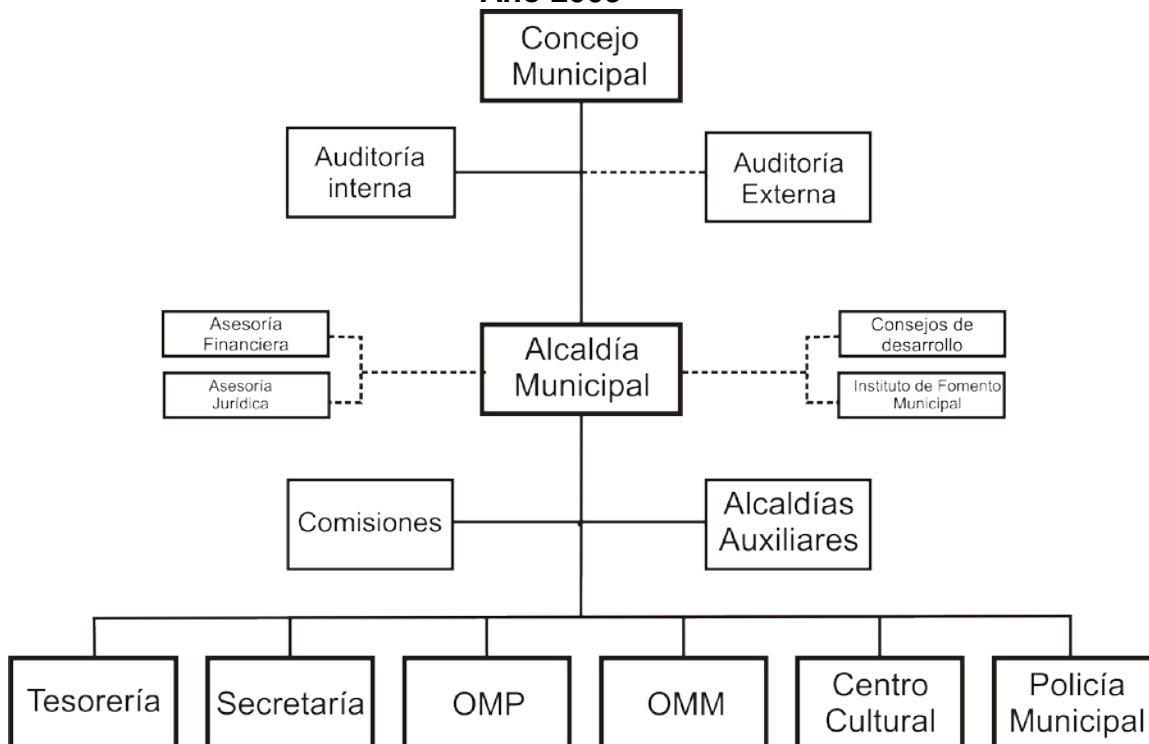 Concejo
Municipal
Auditoría
interna
Auditoría
Externa
Asesoría
Financiera
Asesoría
Jurídica
Alcaldía
Municipal
Consejos de
desarrollo
Instituto de Fomento
Municipal
Comisiones
Alcaldías
Auxiliares
Tesorería
Secretaría
OMP
OMM
Centro
Cultural
Policía
Municipal